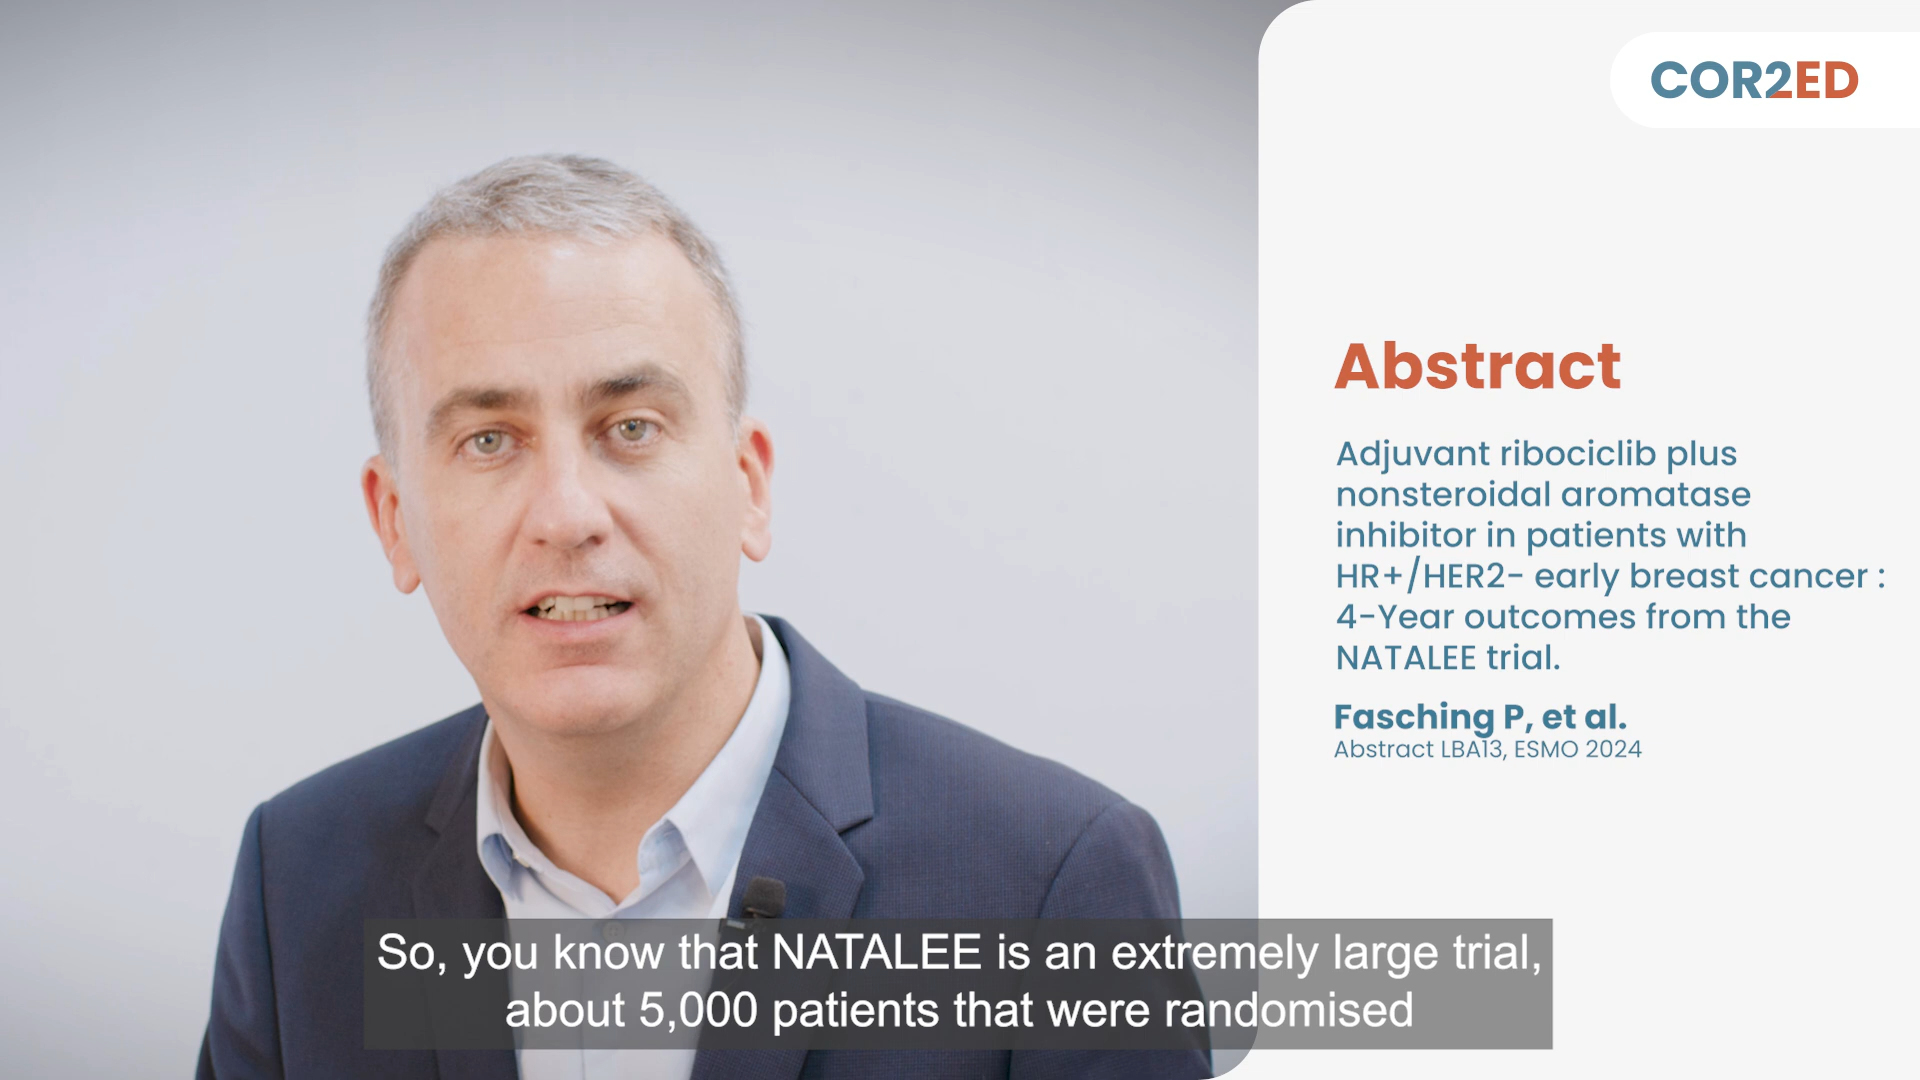 COR2ED
Abstract
Adjuvant ribociclib plus
nonsteroidal aromatase
inhibitor in patients with
HR+/HER2- early breast cancer :
4-Year outcomes from the
NATALEE trial.
Fasching P, et al.
Abstract LBA13, ESMO 2024
So, you know that NATALEE is an extremely large trial,
about 5,000 patients that were randomised